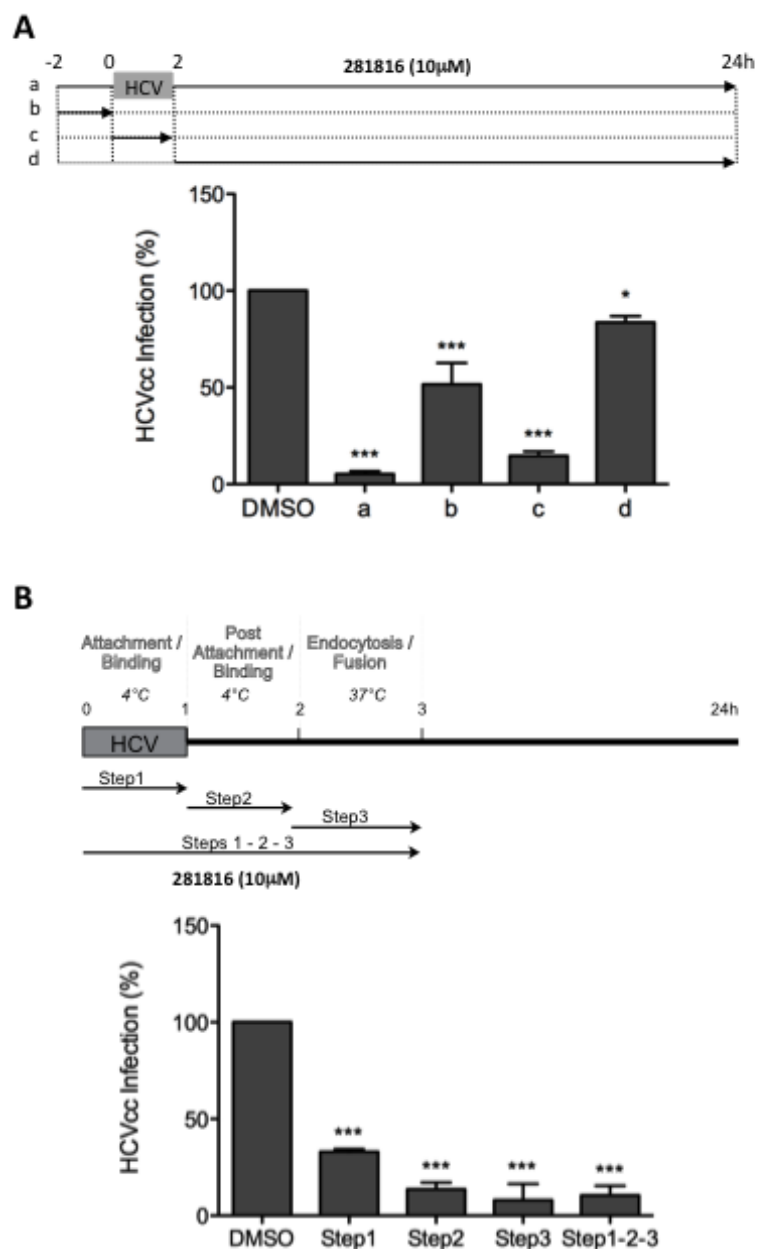 A
-2 0 2 281816 (10μM) 24h
a HCV
b
c
d
150
100
50
0
HCVcc Infection (%)
*** *** *** *
DMSO a b c d
B
Attachment / Binding
4°C
Post Attachment / Binding
4°C
Endocytosis / Fusion
37°C
0 1 2 3 24h
HCV
Step1
Step2
Step3
Steps 1 - 2 - 3
281816 (10μM)
150
100
50
0
HCVcc Infection (%)
*** *** *** ***
DMSO Step1 Step2 Step3 Step1-2-3